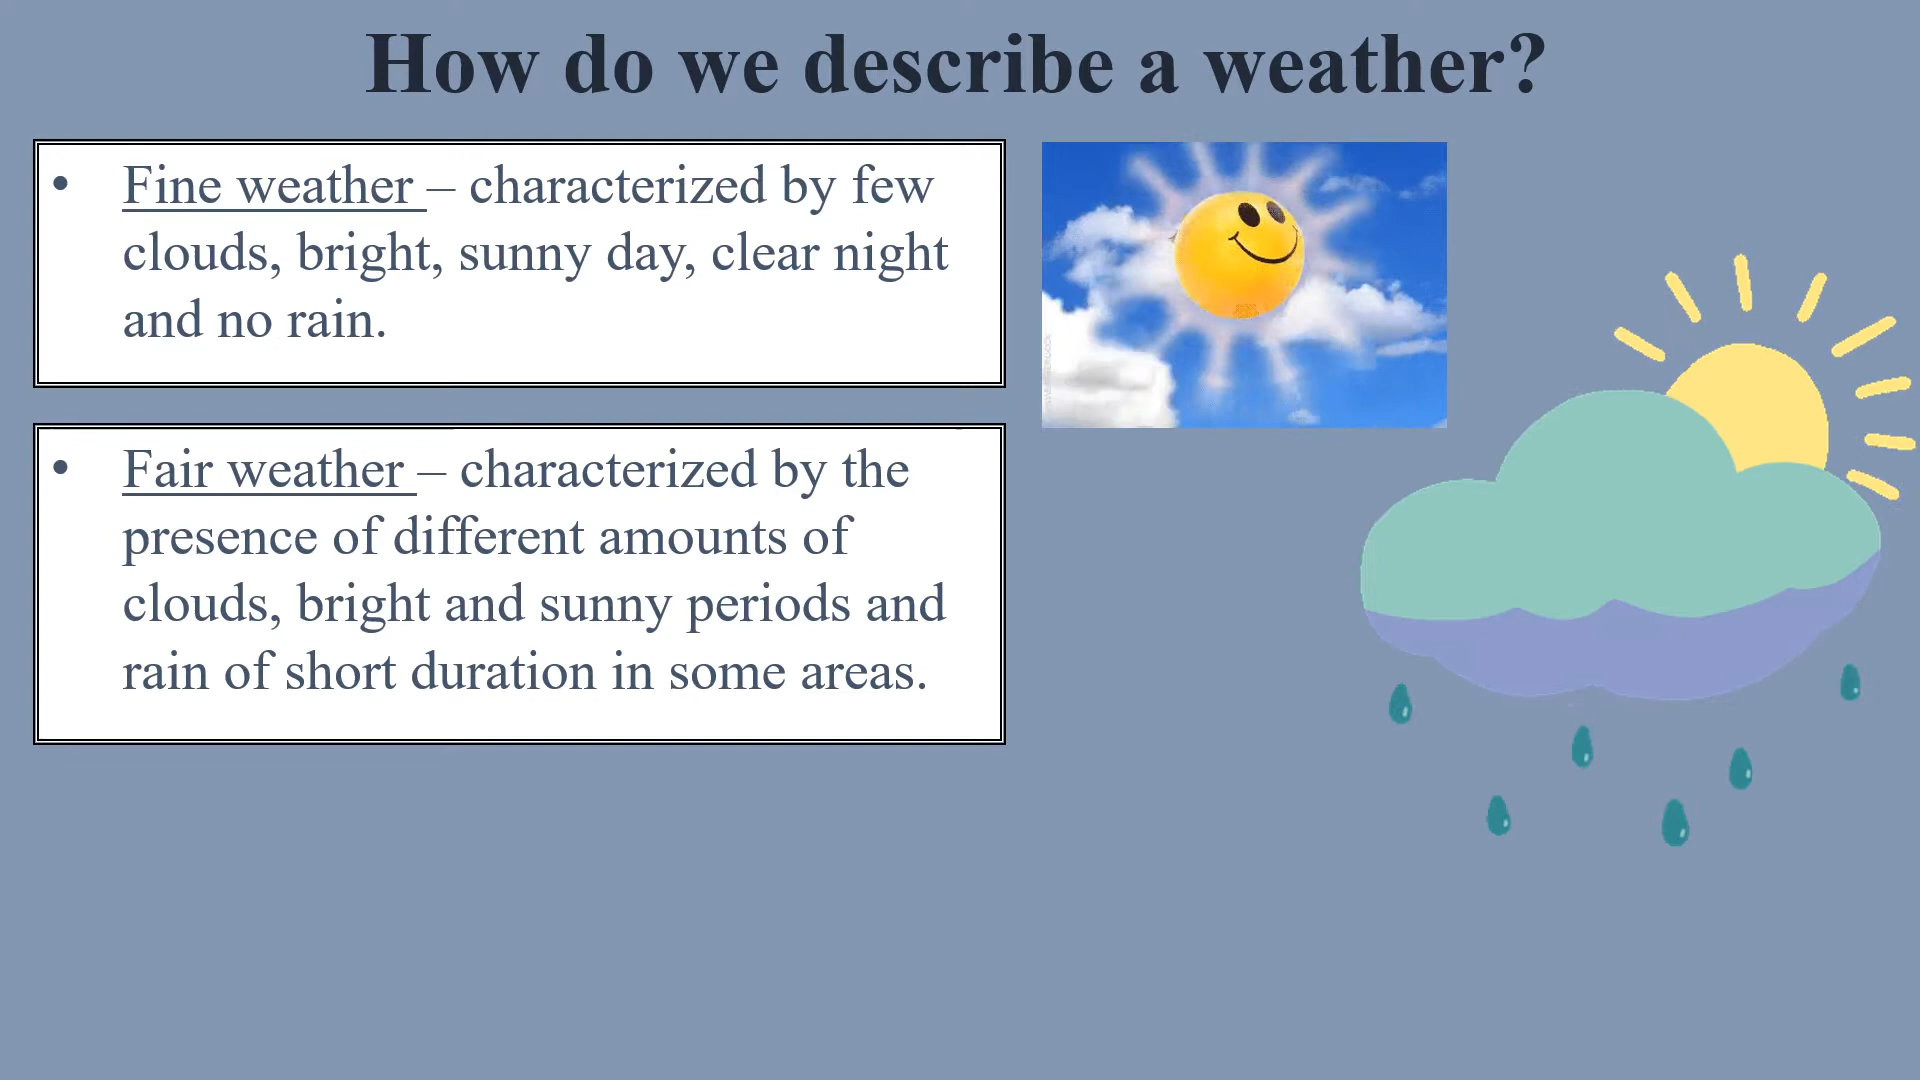 How do we describe a weather?
• Fine weather – characterized by few
clouds, bright, sunny day, clear night
and no rain.
• Fair weather – characterized by the
presence of different amounts of
clouds, bright and sunny periods and
rain of short duration in some areas.